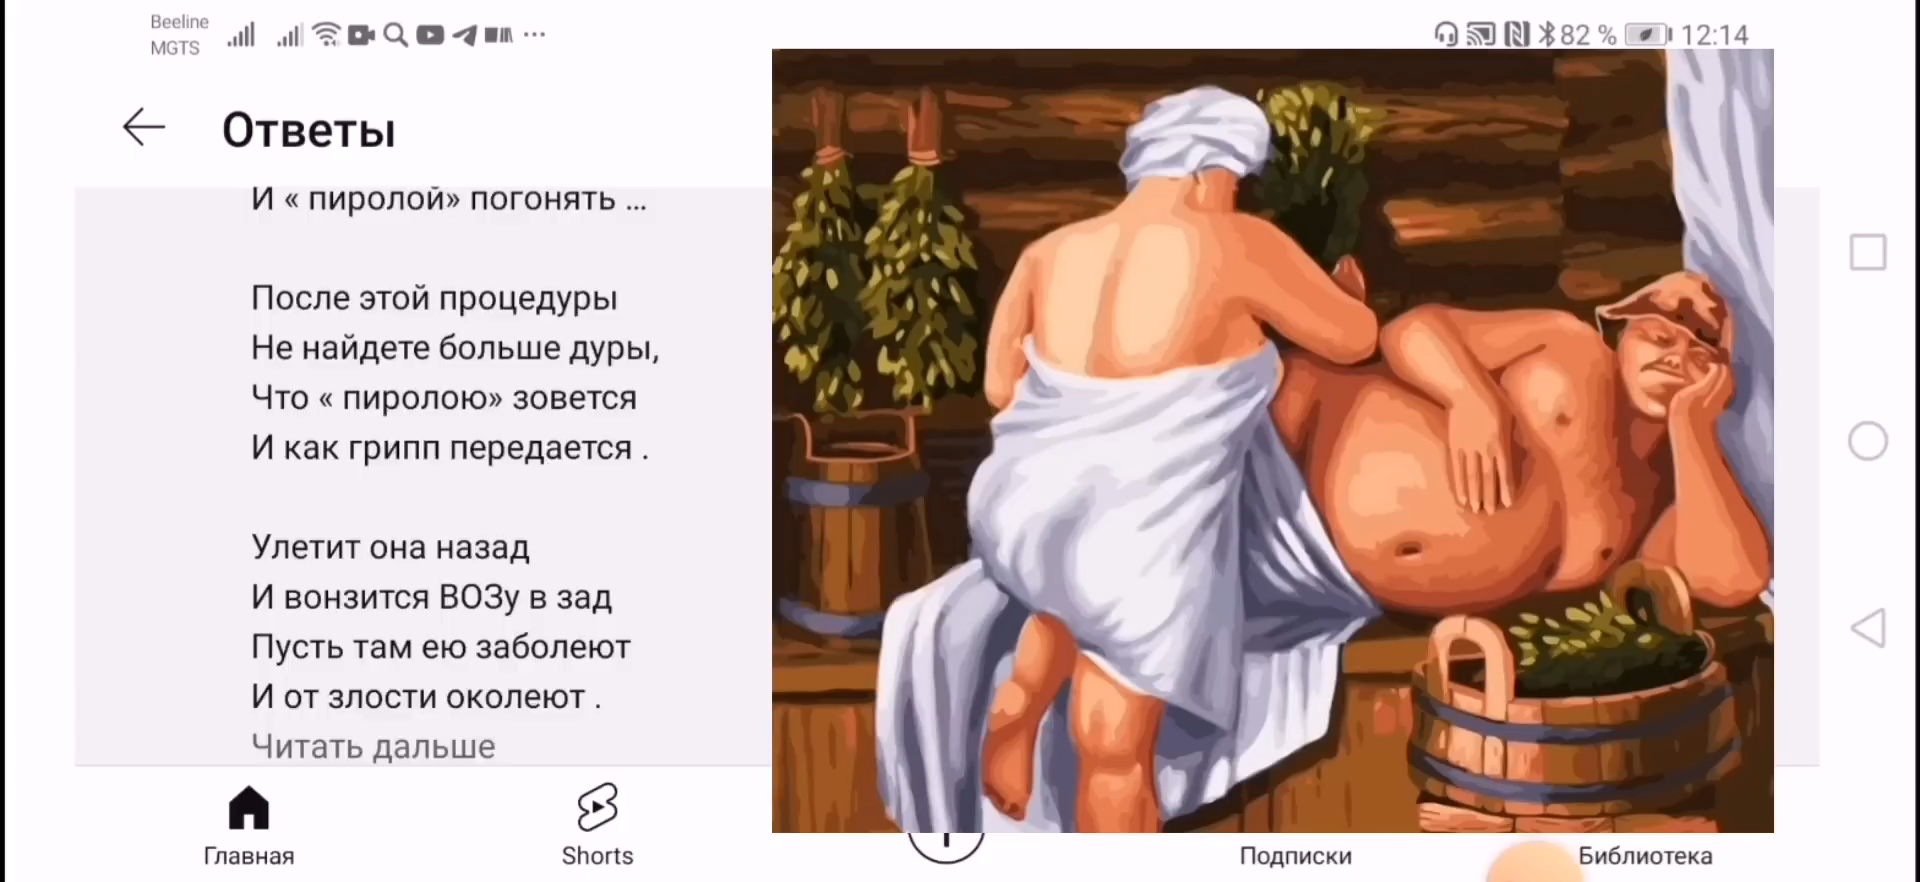 Beeline
MGTS
82 %
12:14
Ответы
И « пиролой» погонять ...
После этой процедуры
Не найдете больше дуры,
Что « пиролою» зовется
И как грипп передается .
Улетит она назад
И вонзится ВОЗу в зад
Пусть там ею заболеют
И от злости околеют .
Читать дальше
Главная
Shorts
Подписки
Библиотека